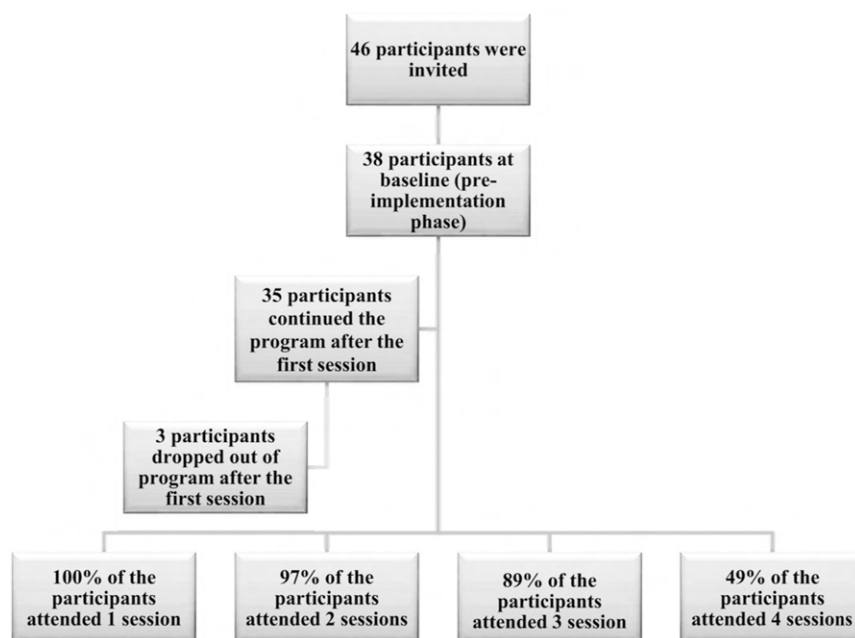 46 participants were
invited
38 participants at
baseline (pre-
implementation
phase)
35 participants
continued the
program after the
first session
3 participants
dropped out of
program after the
first session
100% of the
participants
attended 1 session
97% of the
participants
attended 2 sessions
89% of the
participants
attended 3 session
49% of the
participants
attended 4 sessions